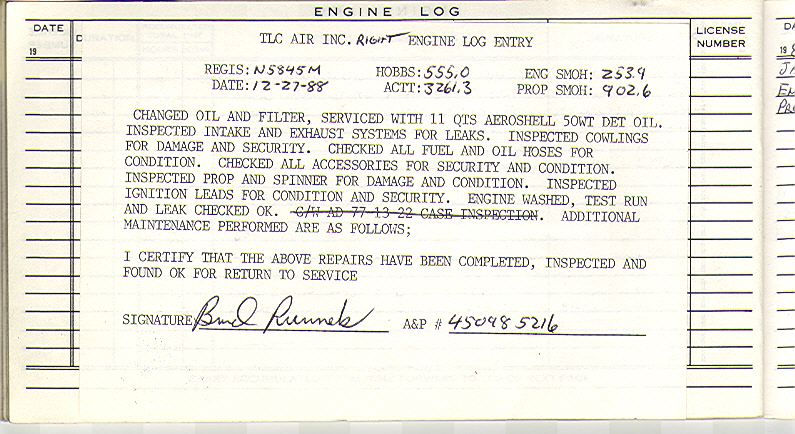 ENGINE LOG
DATE
19
LICENSE NUMBER
TLC AIR INC. RIGHT ENGINE LOG ENTRY
REGIS: N5845M HOBBS: 555.0 ENG SMOH: 253.9
DATE: 12-27-88 ACTT: 3261.3 PROP SMOH: 902.6
CHANGED OIL AND FILTER, SERVICED WITH 11 QTS AEROSHELL 50WT DET OIL.
INSPECTED INTAKE AND EXHAUST SYSTEMS FOR LEAKS. INSPECTED COWLINGS
FOR DAMAGE AND SECURITY. CHECKED ALL FUEL AND OIL HOSES FOR
CONDITION. CHECKED ALL ACCESSORIES FOR SECURITY AND CONDITION.
INSPECTED PROP AND SPINNER FOR DAMAGE AND CONDITION. INSPECTED
IGNITION LEADS FOR CONDITION AND SECURITY. ENGINE WASHED, TEST RUN
AND LEAK CHECKED OK. C/W AD 77-13-22 CASE INSPECTION. ADDITIONAL
MAINTENANCE PERFORMED ARE AS FOLLOWS;
I CERTIFY THAT THE ABOVE REPAIRS HAVE BEEN COMPLETED, INSPECTED AND
FOUND OK FOR RETURN TO SERVICE
SIGNATURE A&P # 450985216